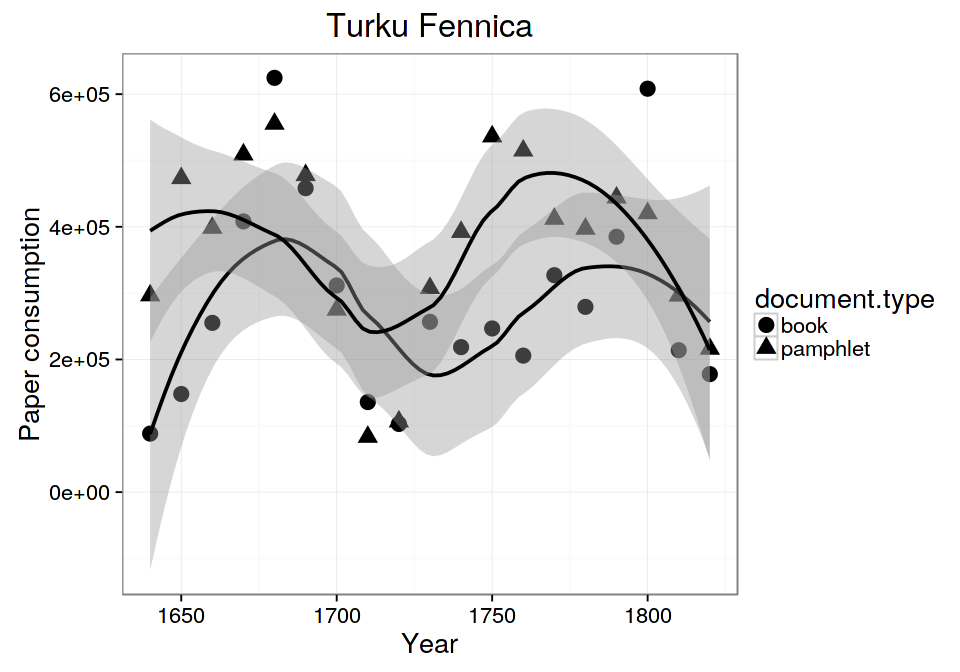 Turku Fennica
Paper consumption
6e+05
4e+05
2e+05
0e+00
1650 1700 1750 1800
Year
document.type
book
pamphlet